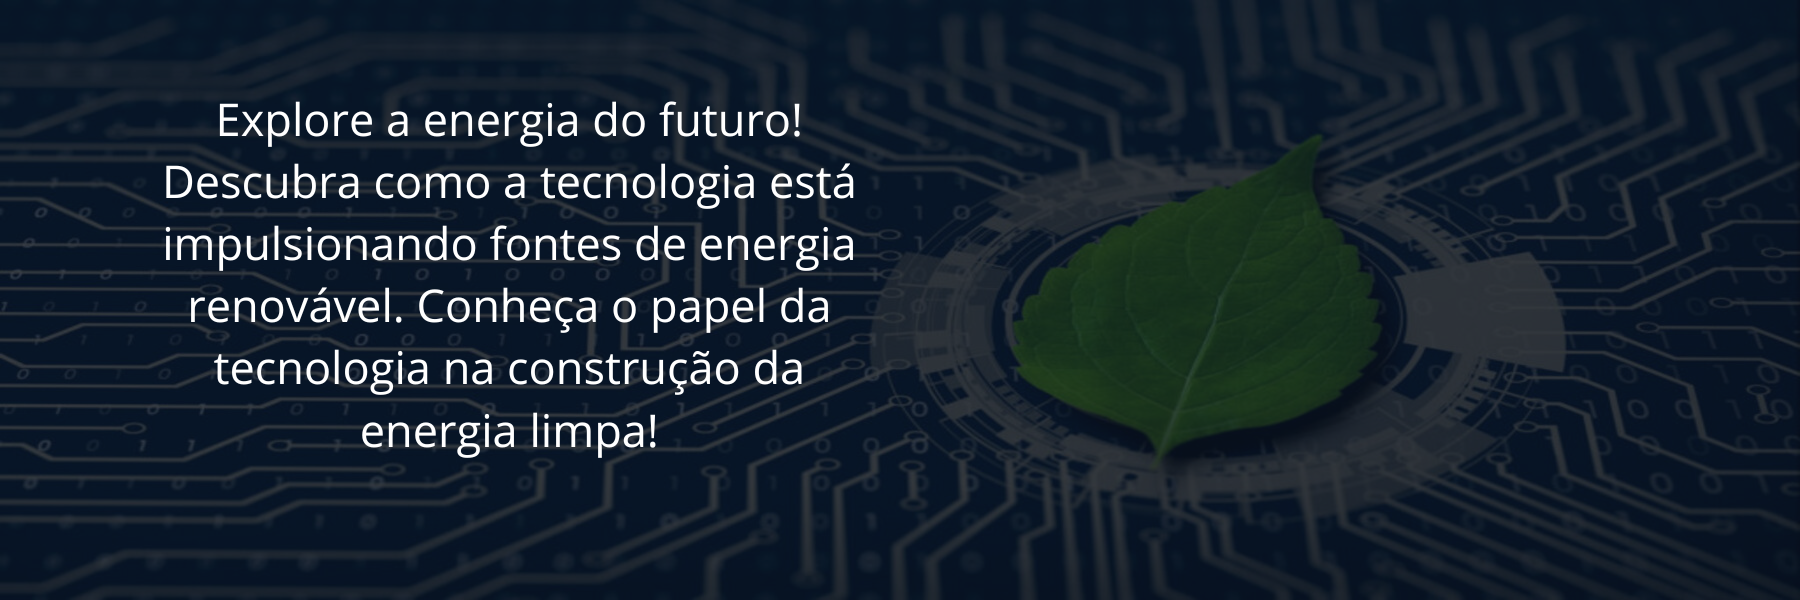 Explore a energia do futuro!
Descubra como a tecnologia está
impulsionando fontes de energia
renovável. Conheça o papel da
tecnologia na construção da
energia limpa!